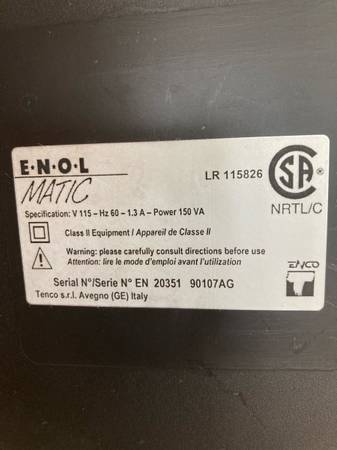 E·N·O·L
MATIC
LR 115826
CSA ®
NRTL/C
Specification: V 115 – Hz 60 – 1.3 A – Power 150 VA
Class II Equipment / Appareil de Classe II
Warning: please carefully consult directions before use
Attention: lire le mode d'emploi avant l'utilization
Serial N°/Serie N° EN 20351 90107AG
Tenco s.r.l. Avegno (GE) Italy